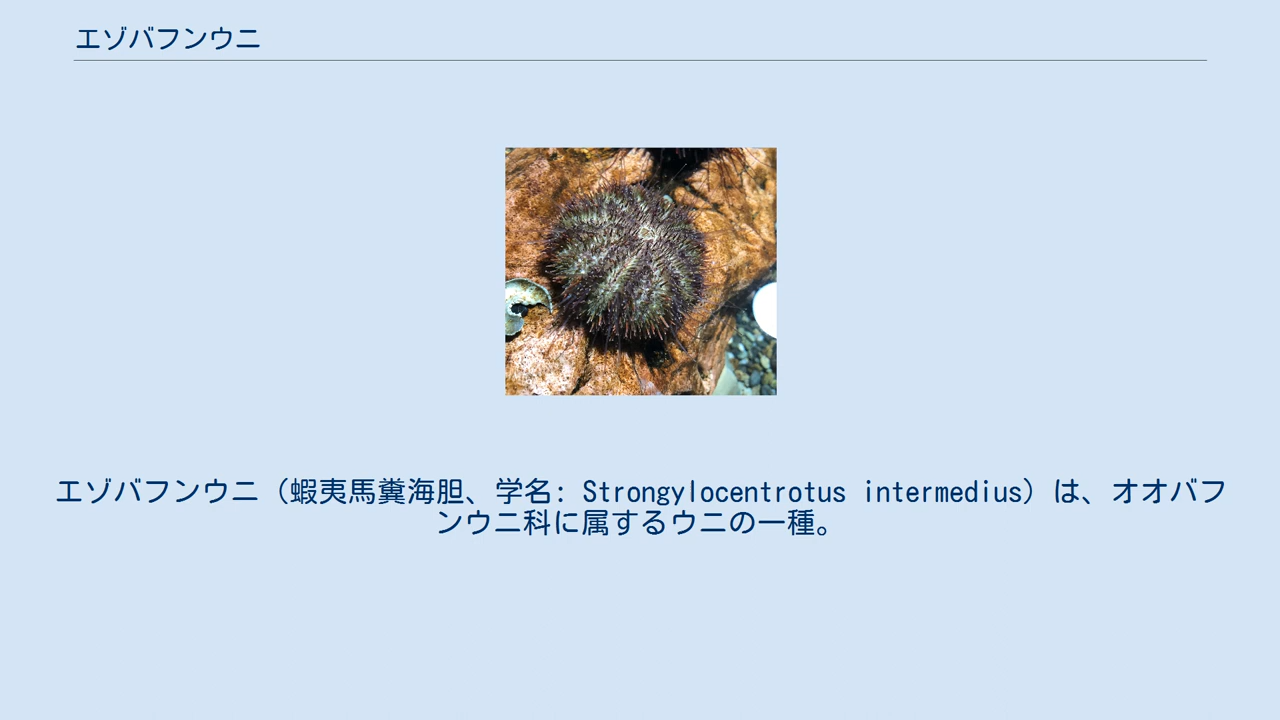 エゾバフンウニ
エゾバフンウニ（蝦夷馬糞海胆、学名: Strongylocentrotus intermedius）は、オオバフ
ンウニ科に属するウニの一種。